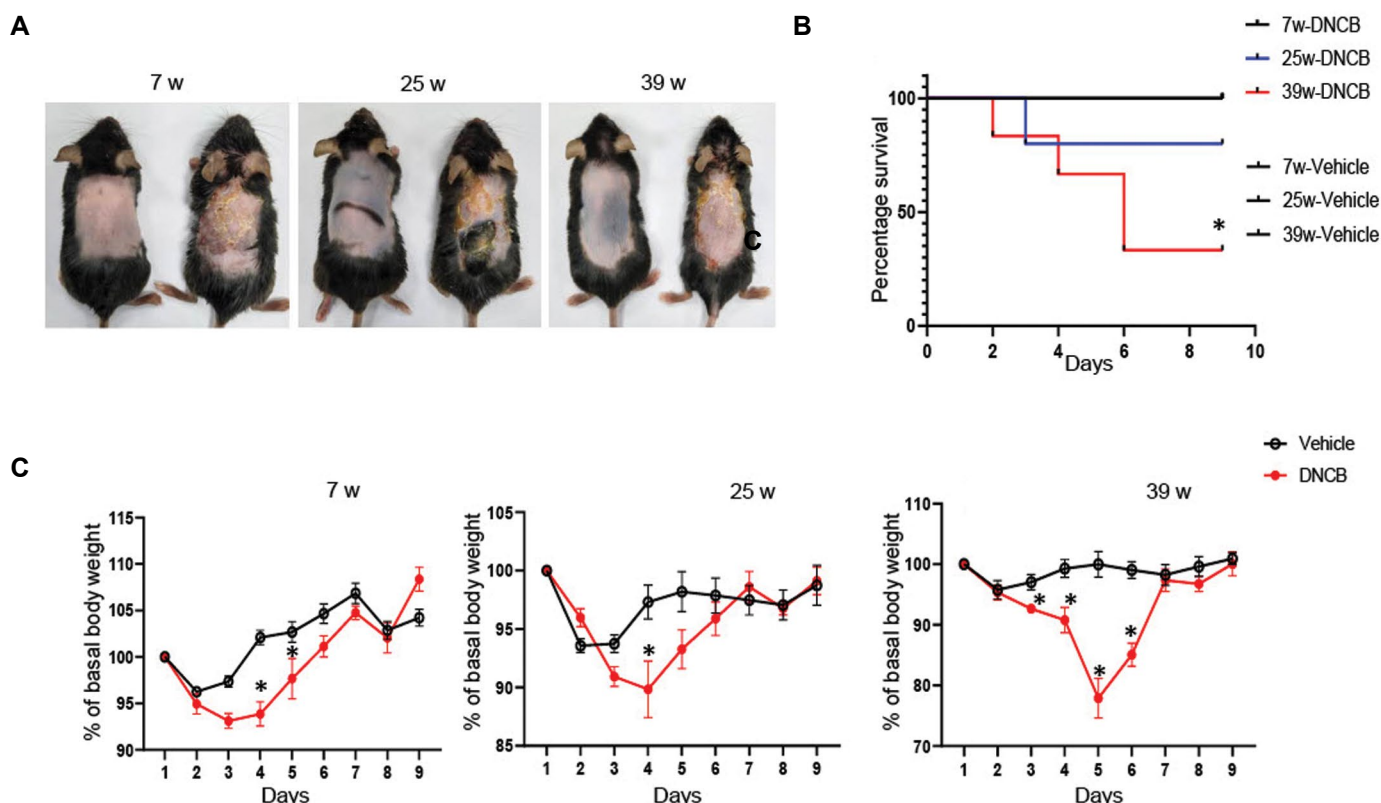 A
7 w
25 w
39 w
C
B
7w-DNCB
25w-DNCB
39w-DNCB
7w-Vehicle
25w-Vehicle
39w-Vehicle
Percentage survival
100
50
0
*
0 2 4 6 8 10
Days
C
Vehicle
DNCB
7 w
% of basal body weight
115
110
105
100
95
90
* *
1 2 3 4 5 6 7 8 9
Days
25 w
% of basal body weight
105
100
95
90
85
*
1 2 3 4 5 6 7 8 9
Days
39 w
% of basal body weight
110
100
90
80
70
* * * *
1 2 3 4 5 6 7 8 9
Days